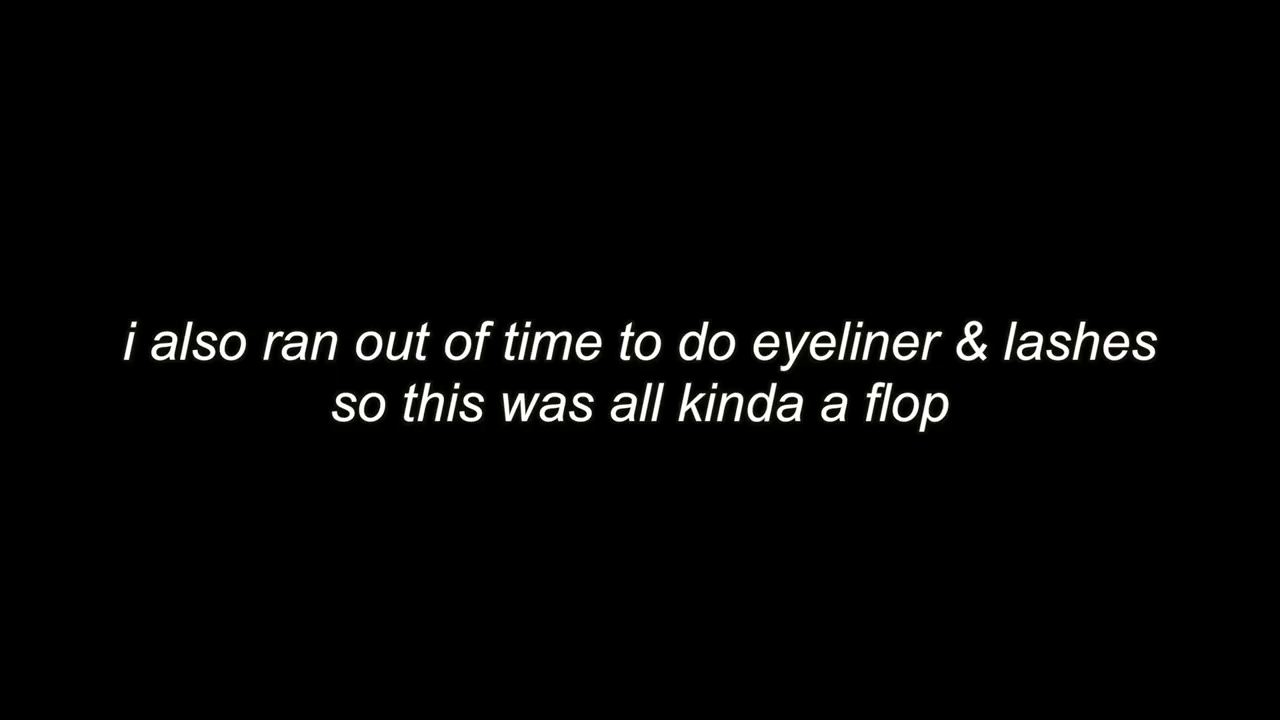 i also ran out of time to do eyeliner & lashes
so this was all kinda a flop